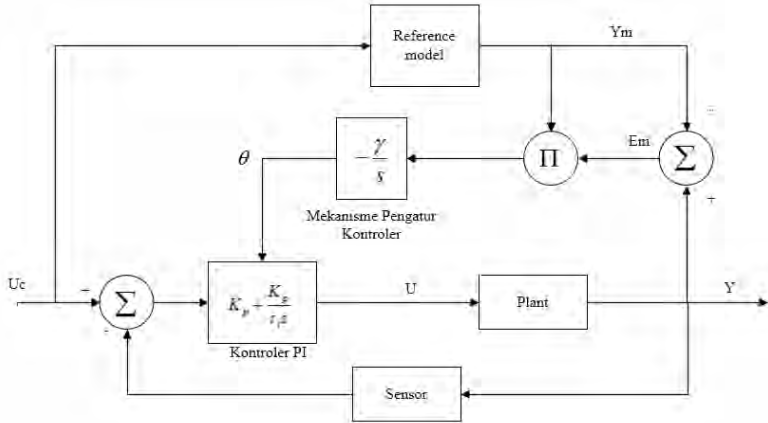 Reference
model
Ym
Π
Em
Σ
+
θ
-γ/s
Mekanisme Pengatur
Kontroler
Uc
+
Σ
K_p + K_p/τ_i s
Kontroler PI
U
Plant
Y
Sensor